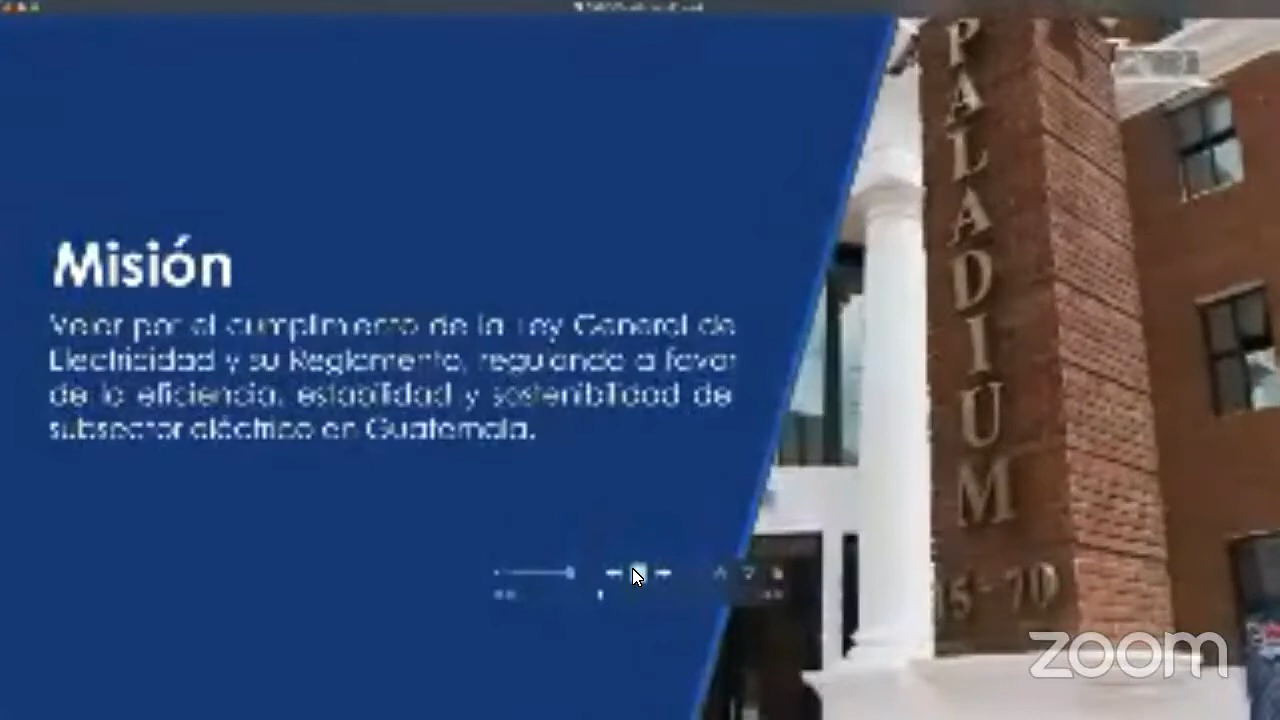 Misión
Velar por el cumplimiento de la Ley General de
Electricidad y su Reglamento, regulando a favor
de la eficiencia, estabilidad y sostenibilidad del
subsector eléctrico en Guatemala.
PALADIUM
15-70
zoom